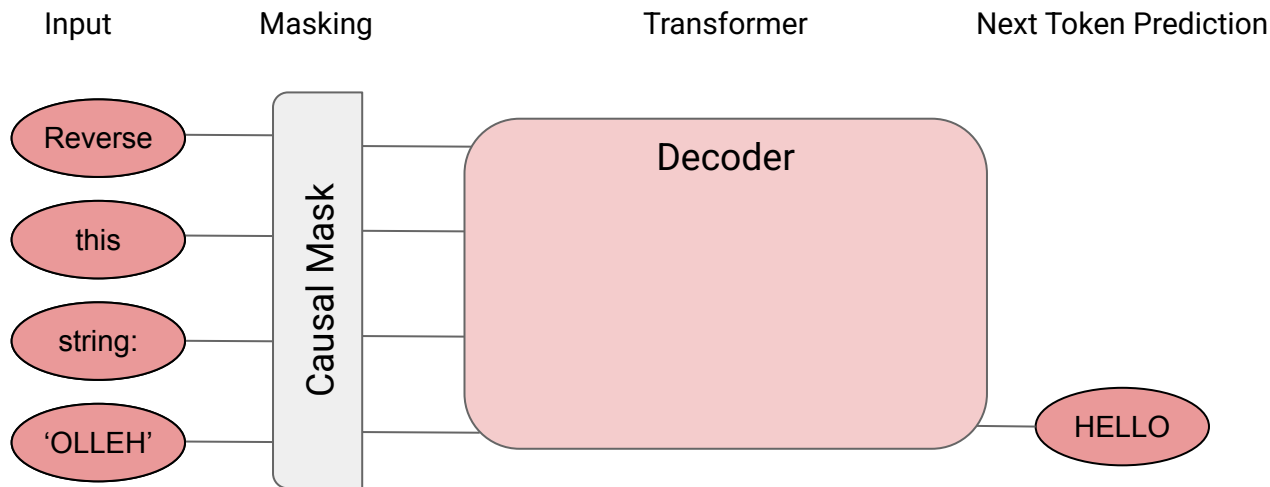 Input
Masking
Transformer
Next Token Prediction
Reverse
this
string:
‘OLLEH’
Causal Mask
Decoder
HELLO